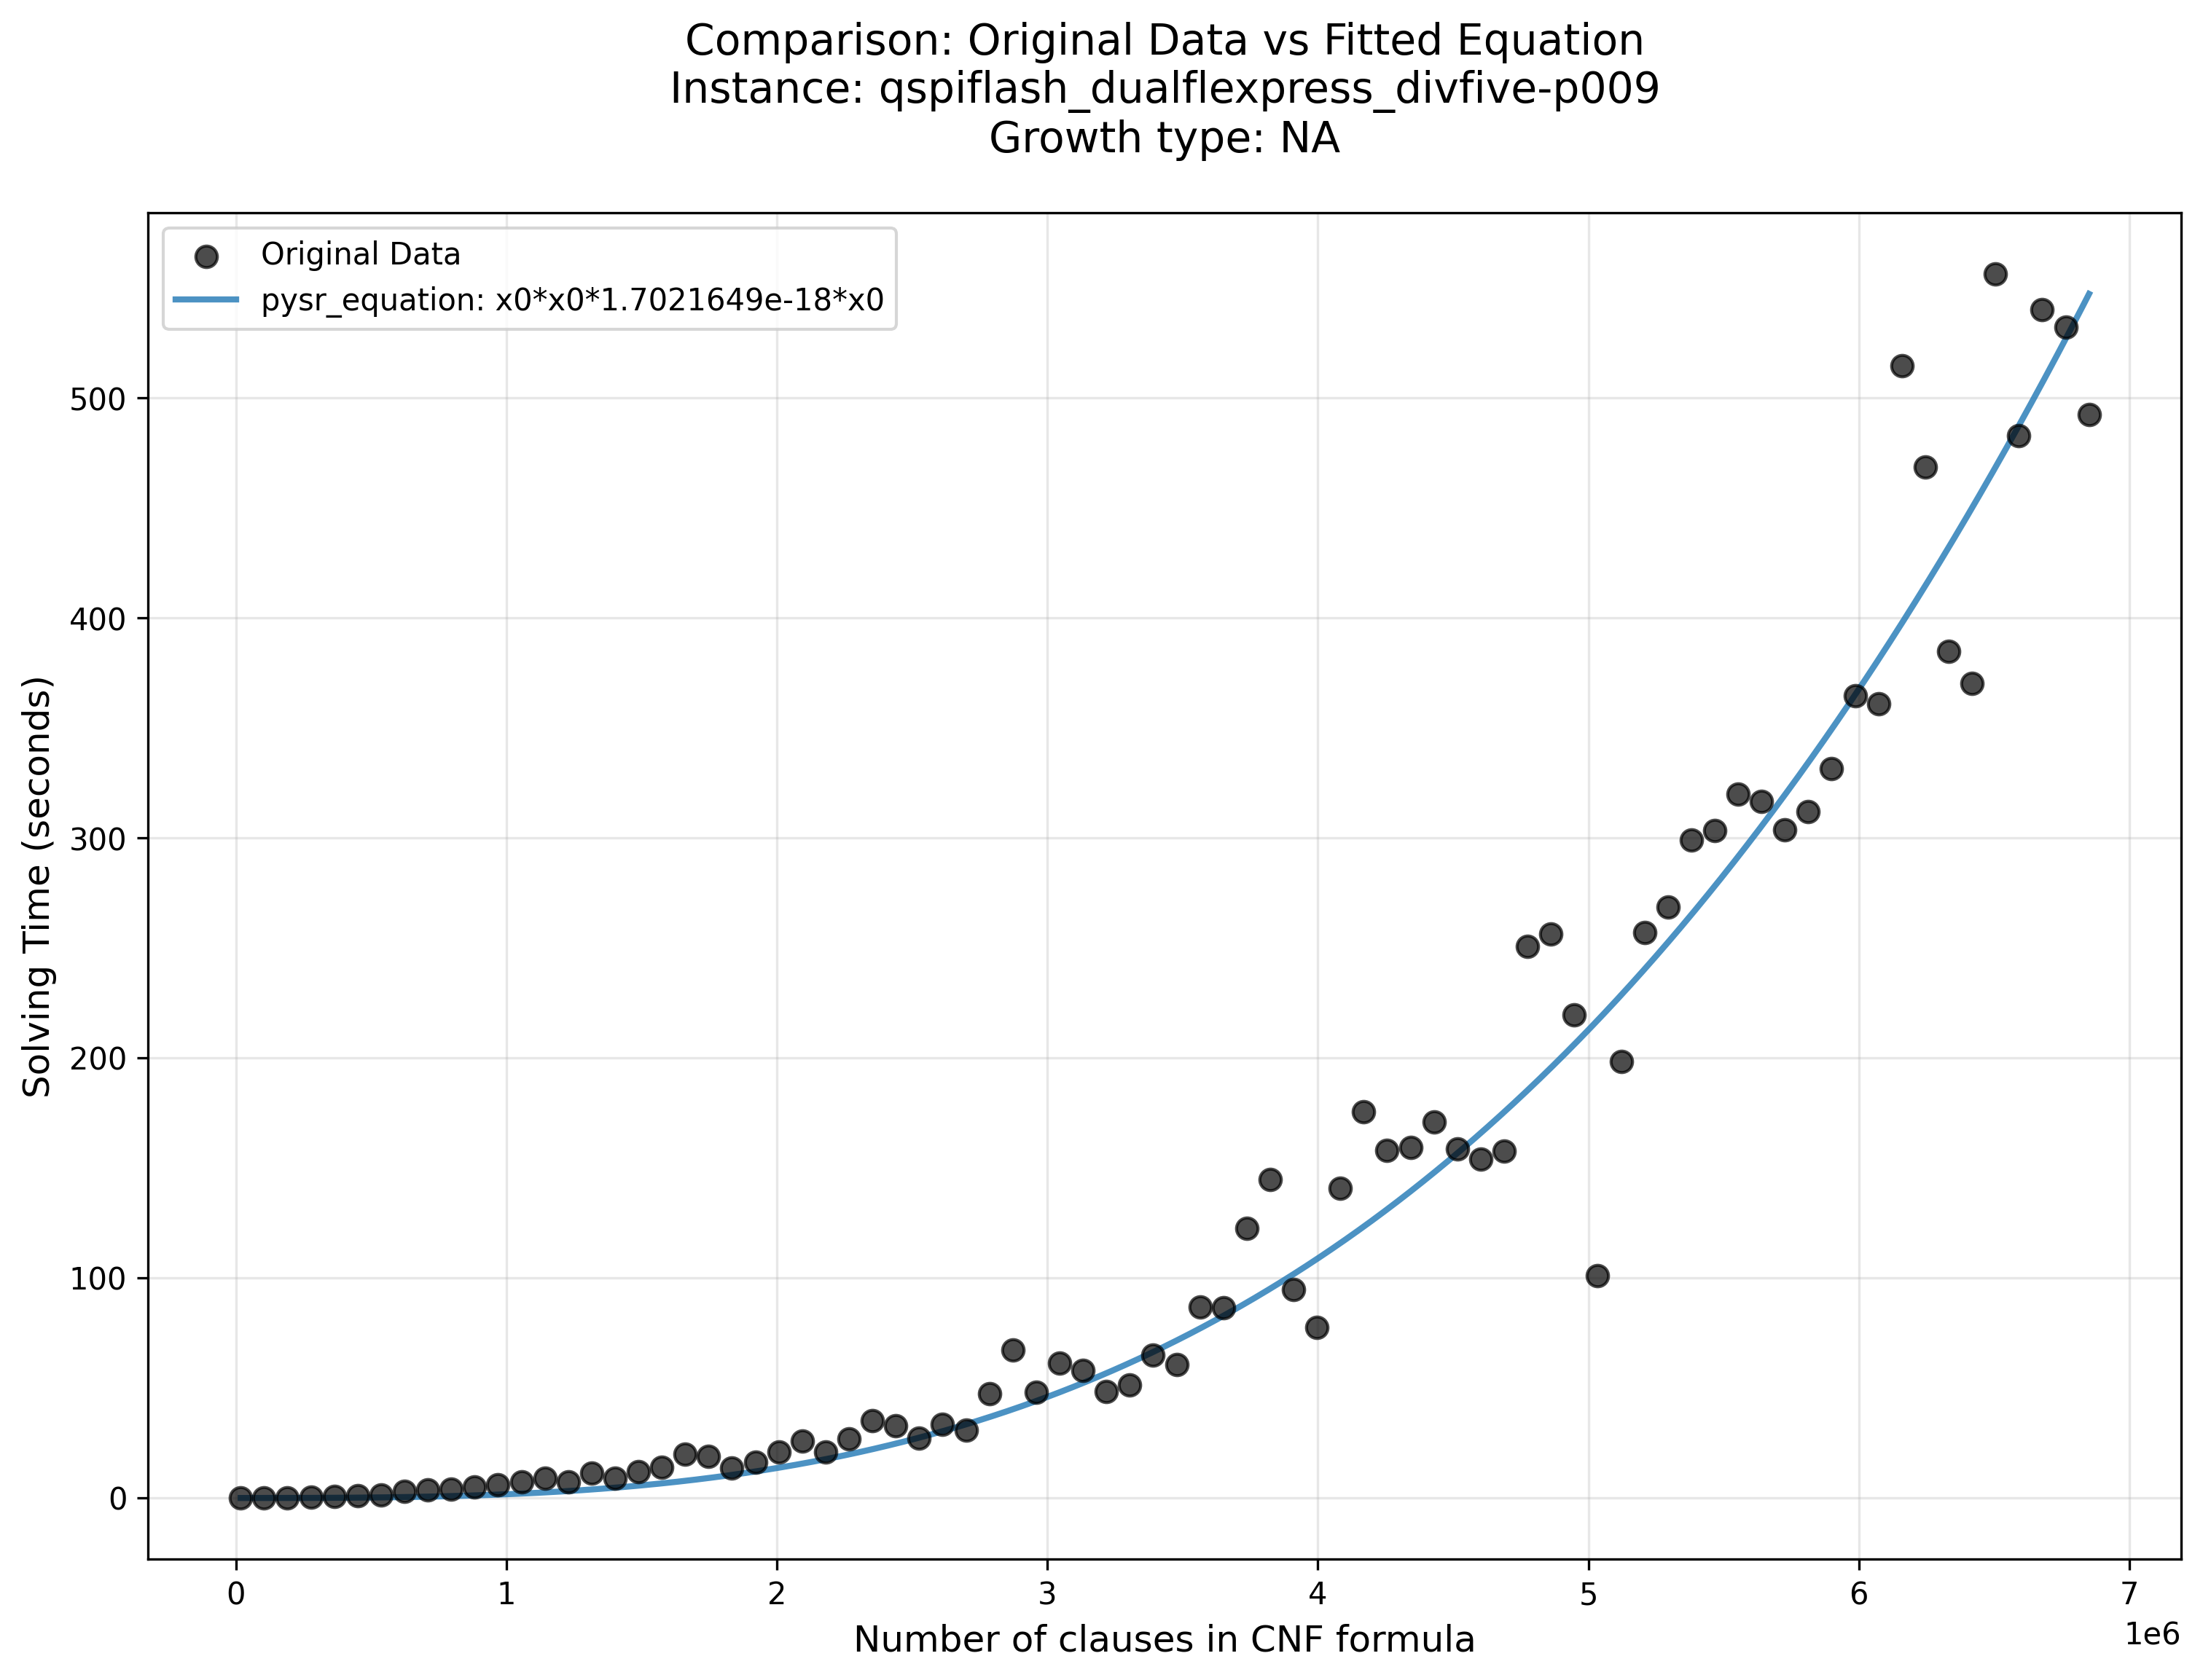 Comparison: Original Data vs Fitted Equation
Instance: qspiflash_dualflexpress_divfive-p009
Growth type: NA
Original Data
pysr_equation: x0*x0*1.7021649e-18*x0
Solving Time (seconds)
500
400
300
200
100
0
0 1 2 3 4 5 6 7
1e6
Number of clauses in CNF formula